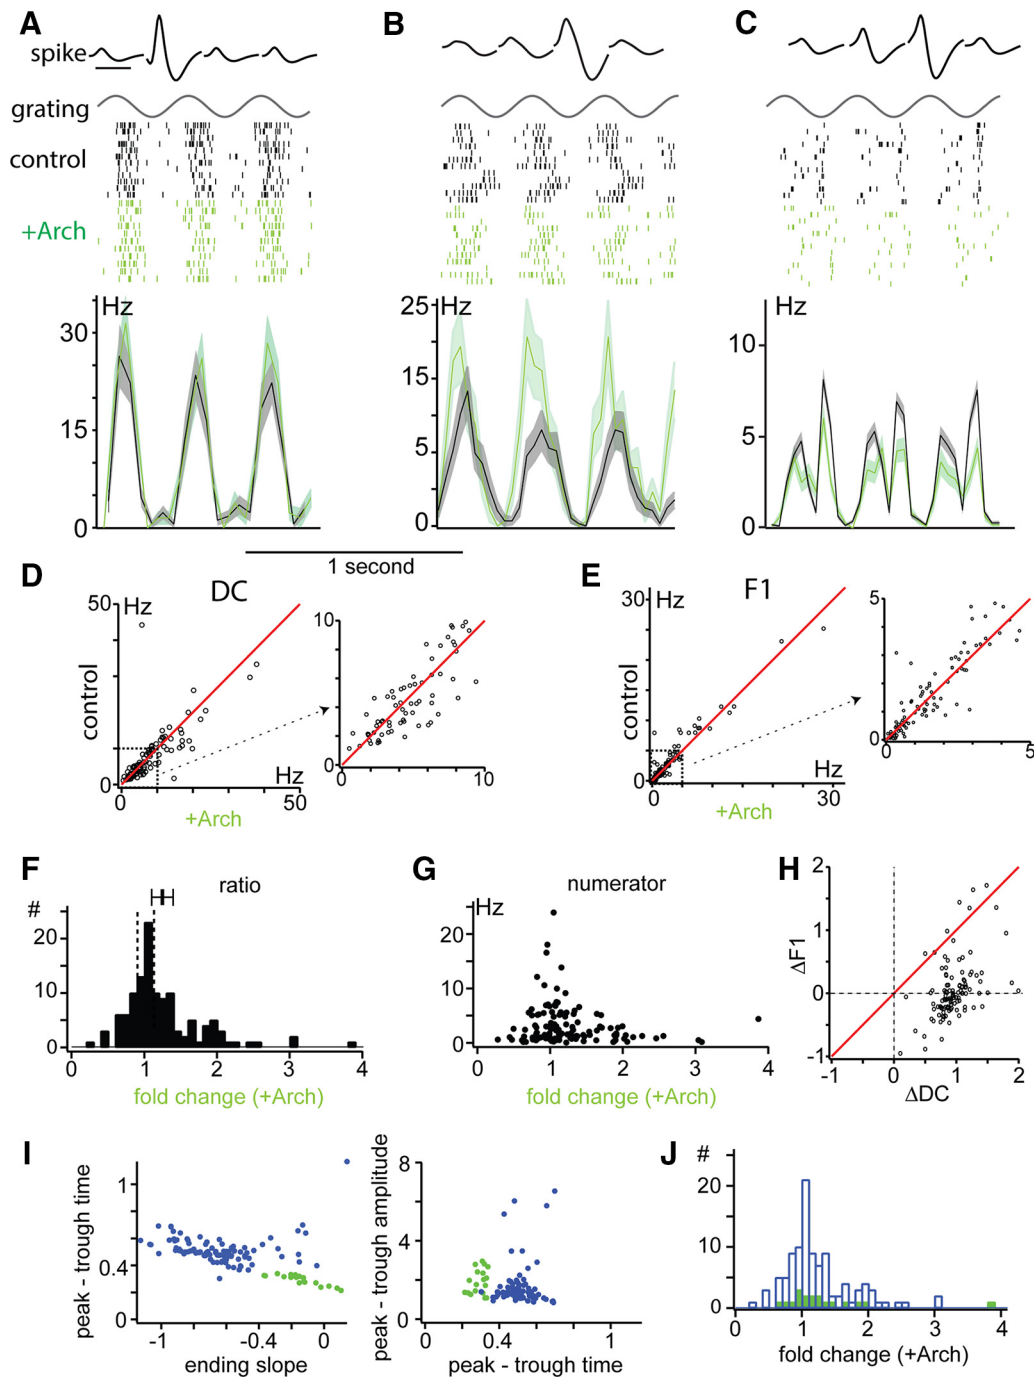 A
B
C
spike
grating
control
+Arch
Hz
30
15
0
Hz
25
15
5
0
Hz
10
5
0
1 second
D
DC
50
Hz
control
0
Hz
0
50
+Arch
10
0
0
10
E
F1
30
Hz
control
0
Hz
0
30
+Arch
5
0
0
5
F
ratio
#
20
10
0
0
1
2
3
4
fold change (+Arch)
G
numerator
Hz
20
10
0
0
1
2
3
4
fold change (+Arch)
H
2
1
0
-1
ΔF1
-1
0
1
2
ΔDC
I
peak - trough time
1
0.4
0
-1
-0.4
0
ending slope
peak - trough amplitude
8
4
0
0
0.4
1
peak - trough time
J
#
20
10
0
0
1
2
3
4
fold change (+Arch)